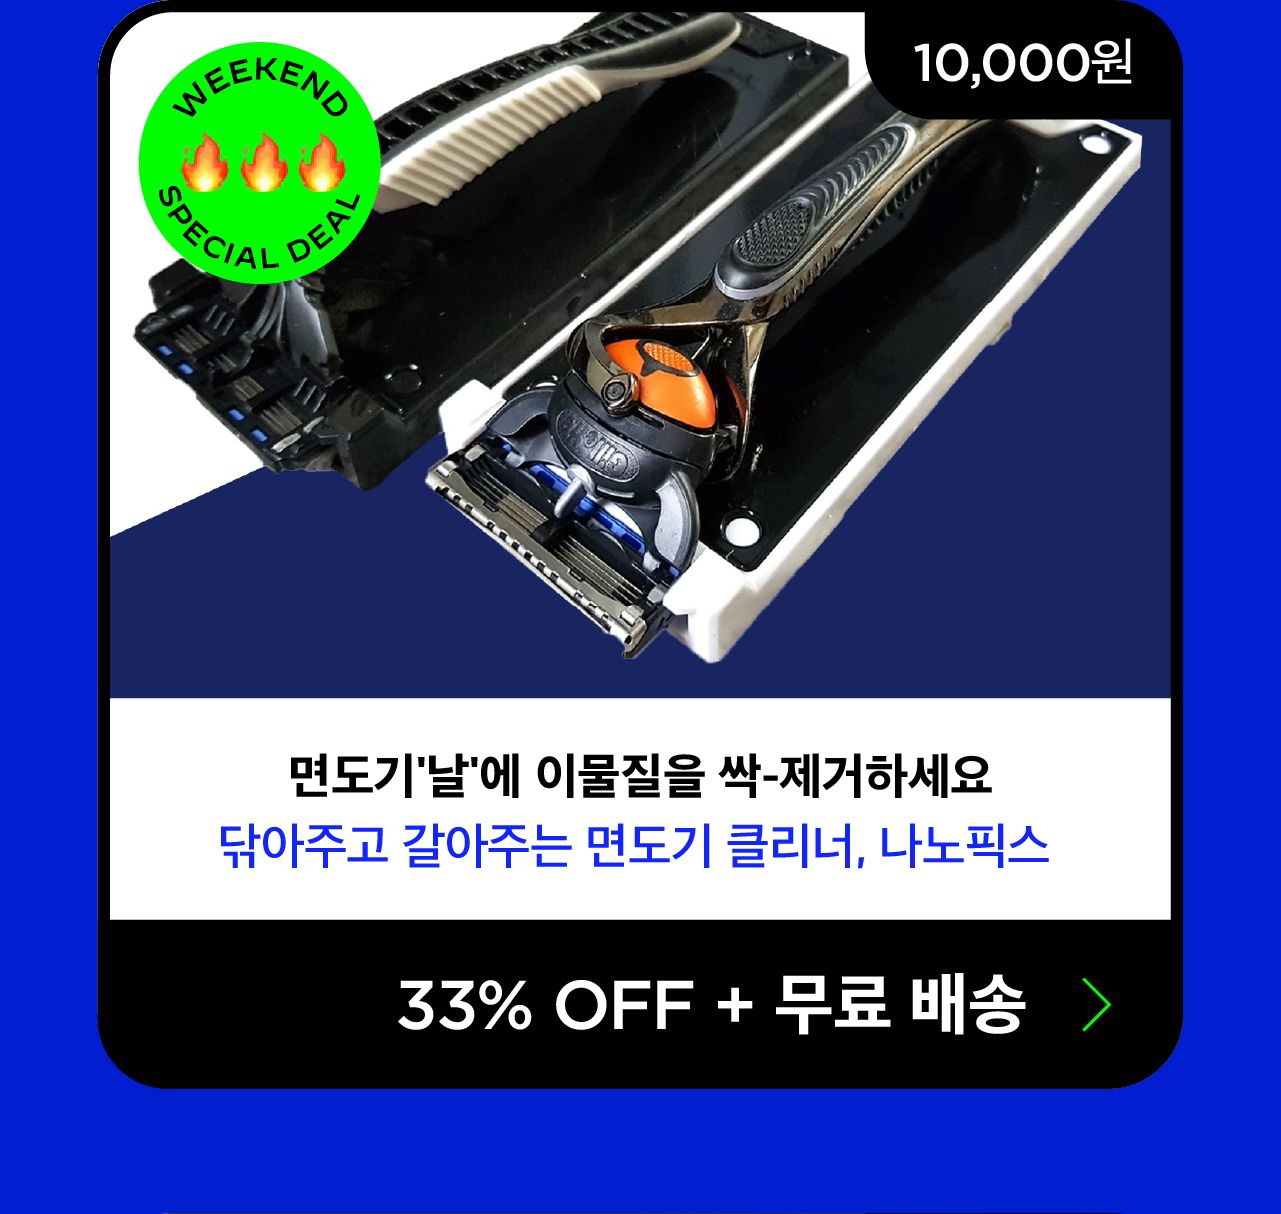 WEEKEND
SPECIAL DEAL
10,000원
Gillette
면도기'날'에 이물질을 싹-제거하세요
닦아주고 갈아주는 면도기 클리너, 나노픽스
33% OFF + 무료 배송